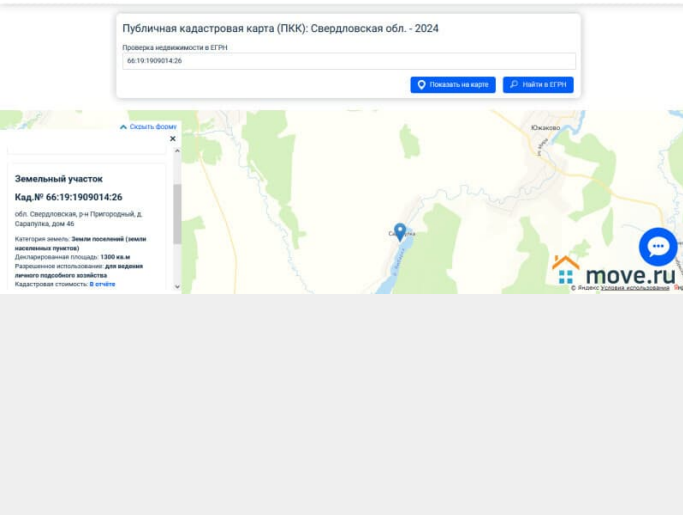 Публичная кадастровая карта (ПКК): Свердловская обл. - 2024
Проверка недвижимости в ЕГРН
66:19:1909014:26
Показать на карте
Найти в ЕГРН
Скрыть форму
×
Земельный участок
Кад.№ 66:19:1909014:26
обл. Свердловская, р-н Пригородный, д.
Сарапулка, дом 46
Категория земель: Земли поселений (земли
населенных пунктов)
Декларированная площадь: 1300 кв.м
Разрешенное использование: для ведения
личного подсобного хозяйства
Кадастровая стоимость: В отчёте
Южаково
move.ru
© Яндекс Условия использования